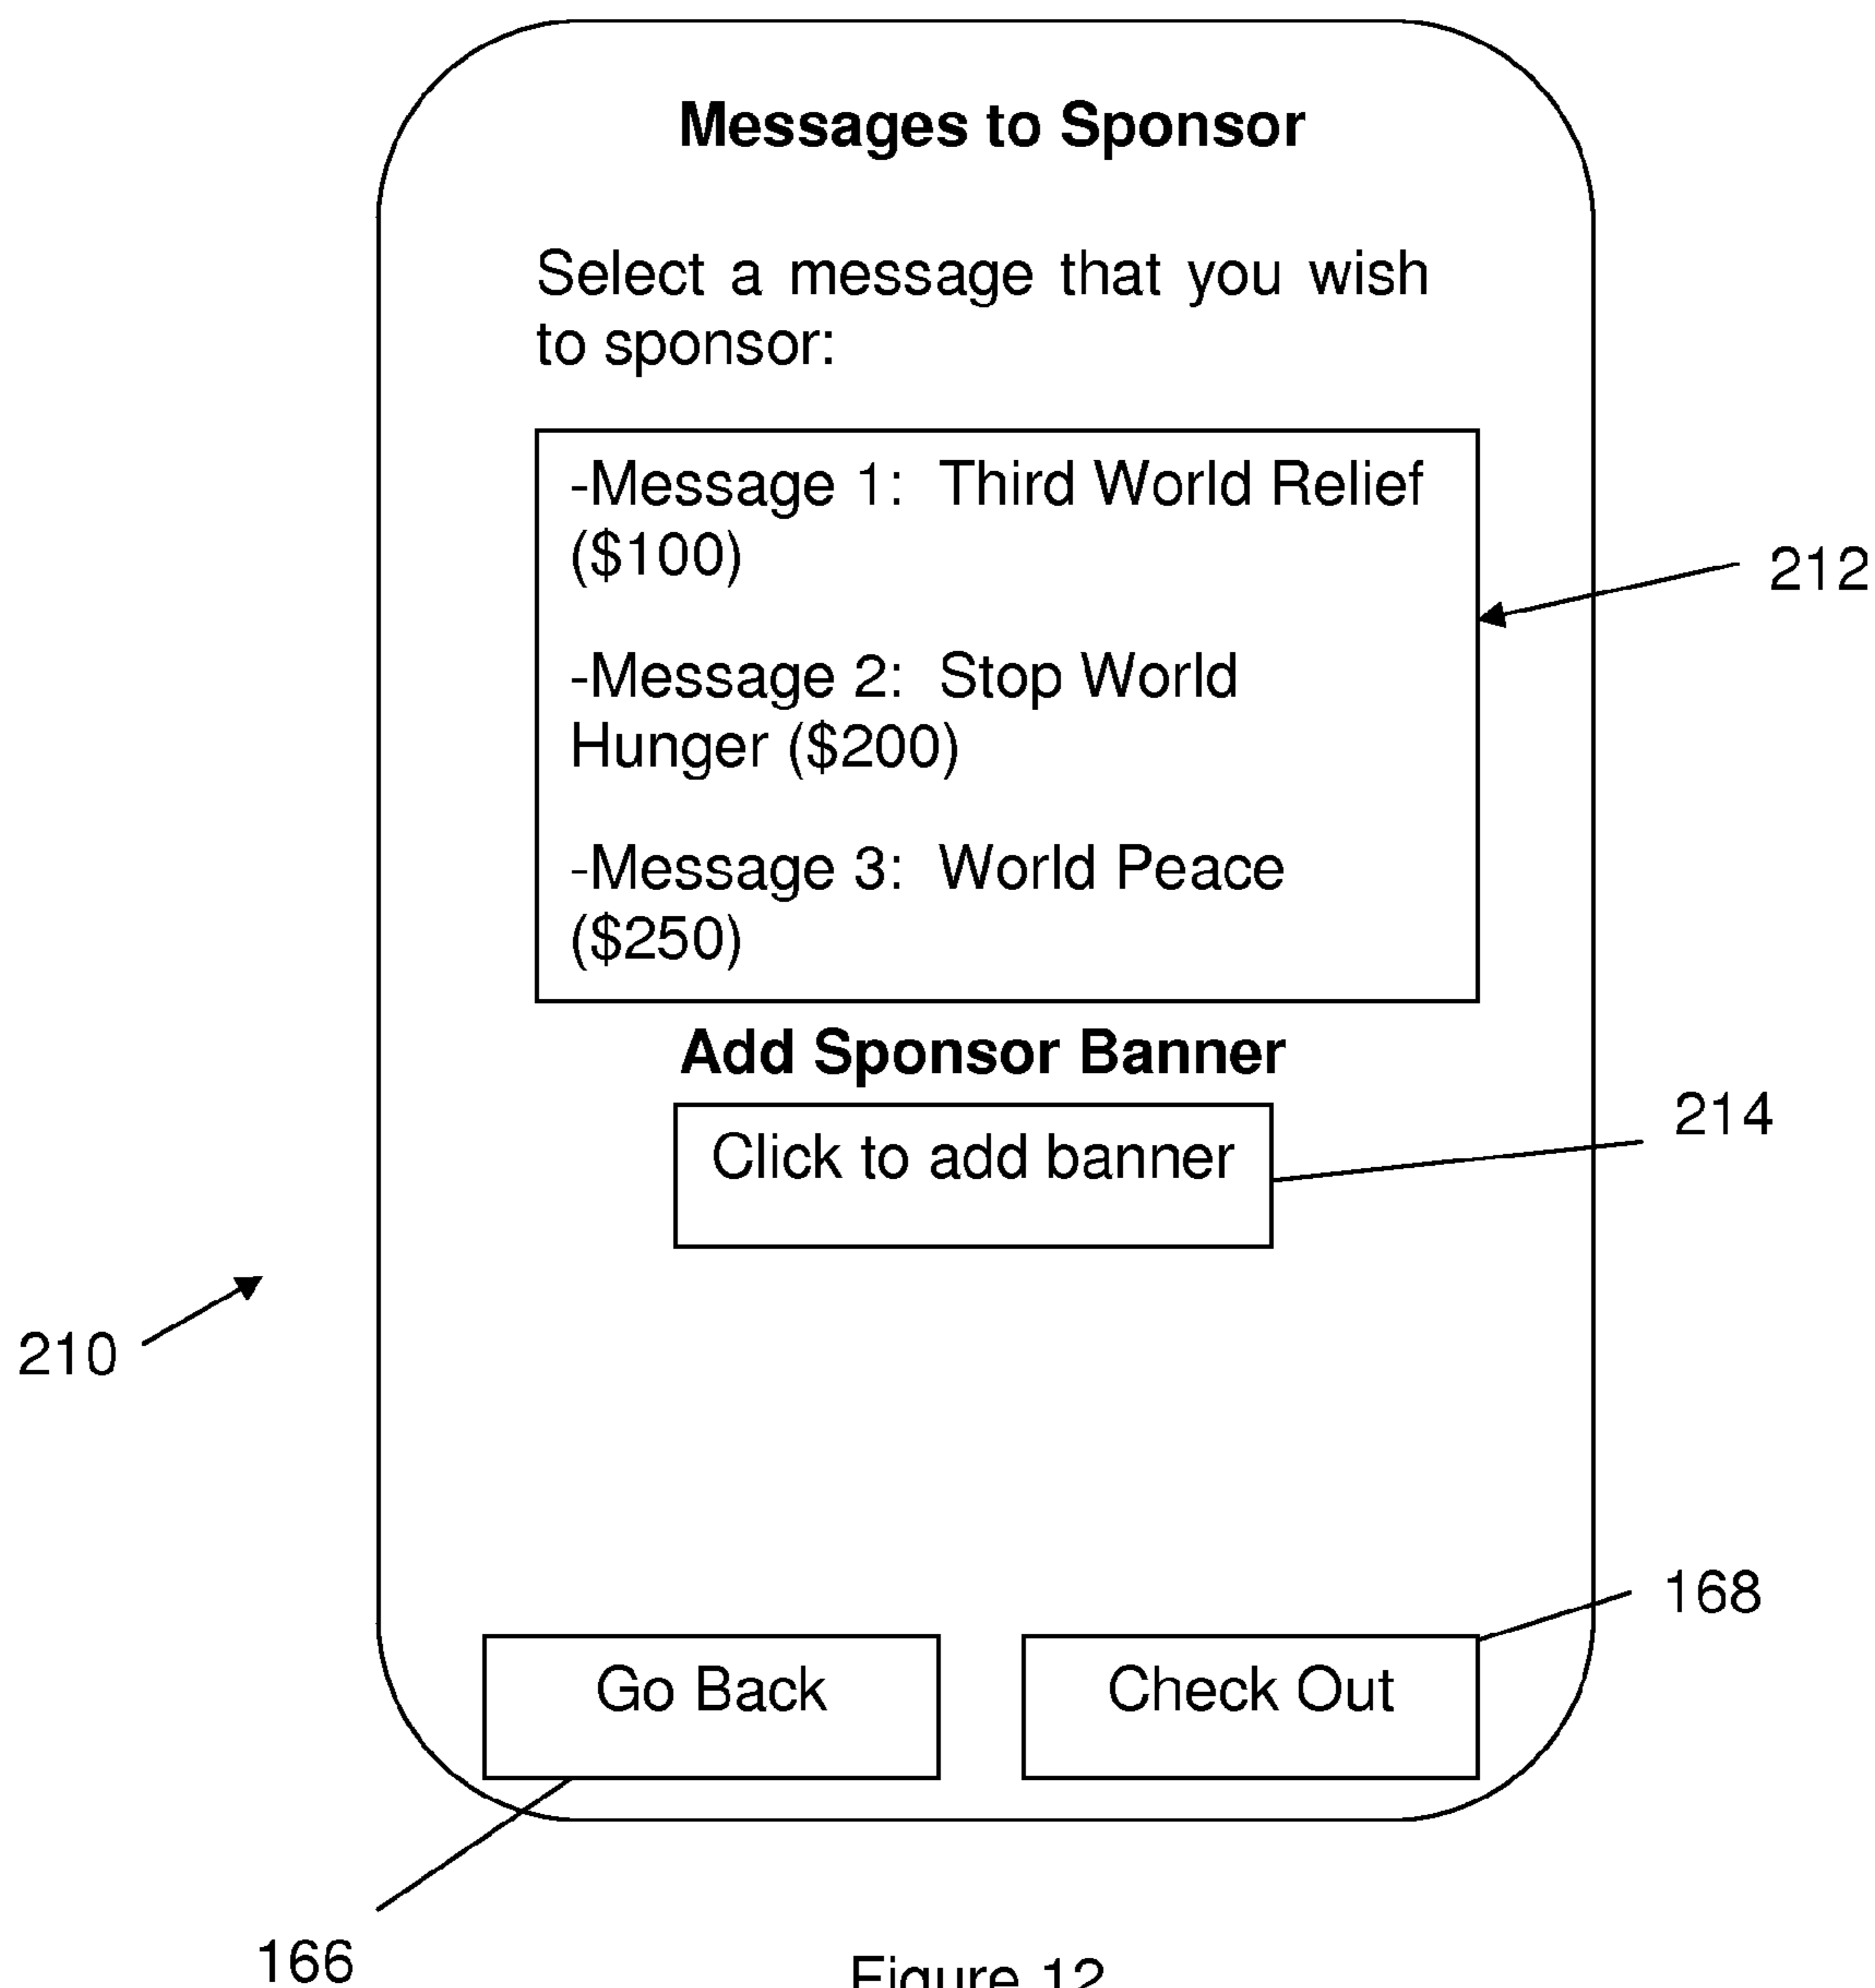 Messages to Sponsor
Select a message that you wish
to sponsor:
-Message 1: Third World Relief
($100)
212
-Message 2: Stop World
Hunger ($200)
-Message 3: World Peace
($250)
Add Sponsor Banner
214
Click to add banner
210
168
Go Back
Check Out
166
Figure 12